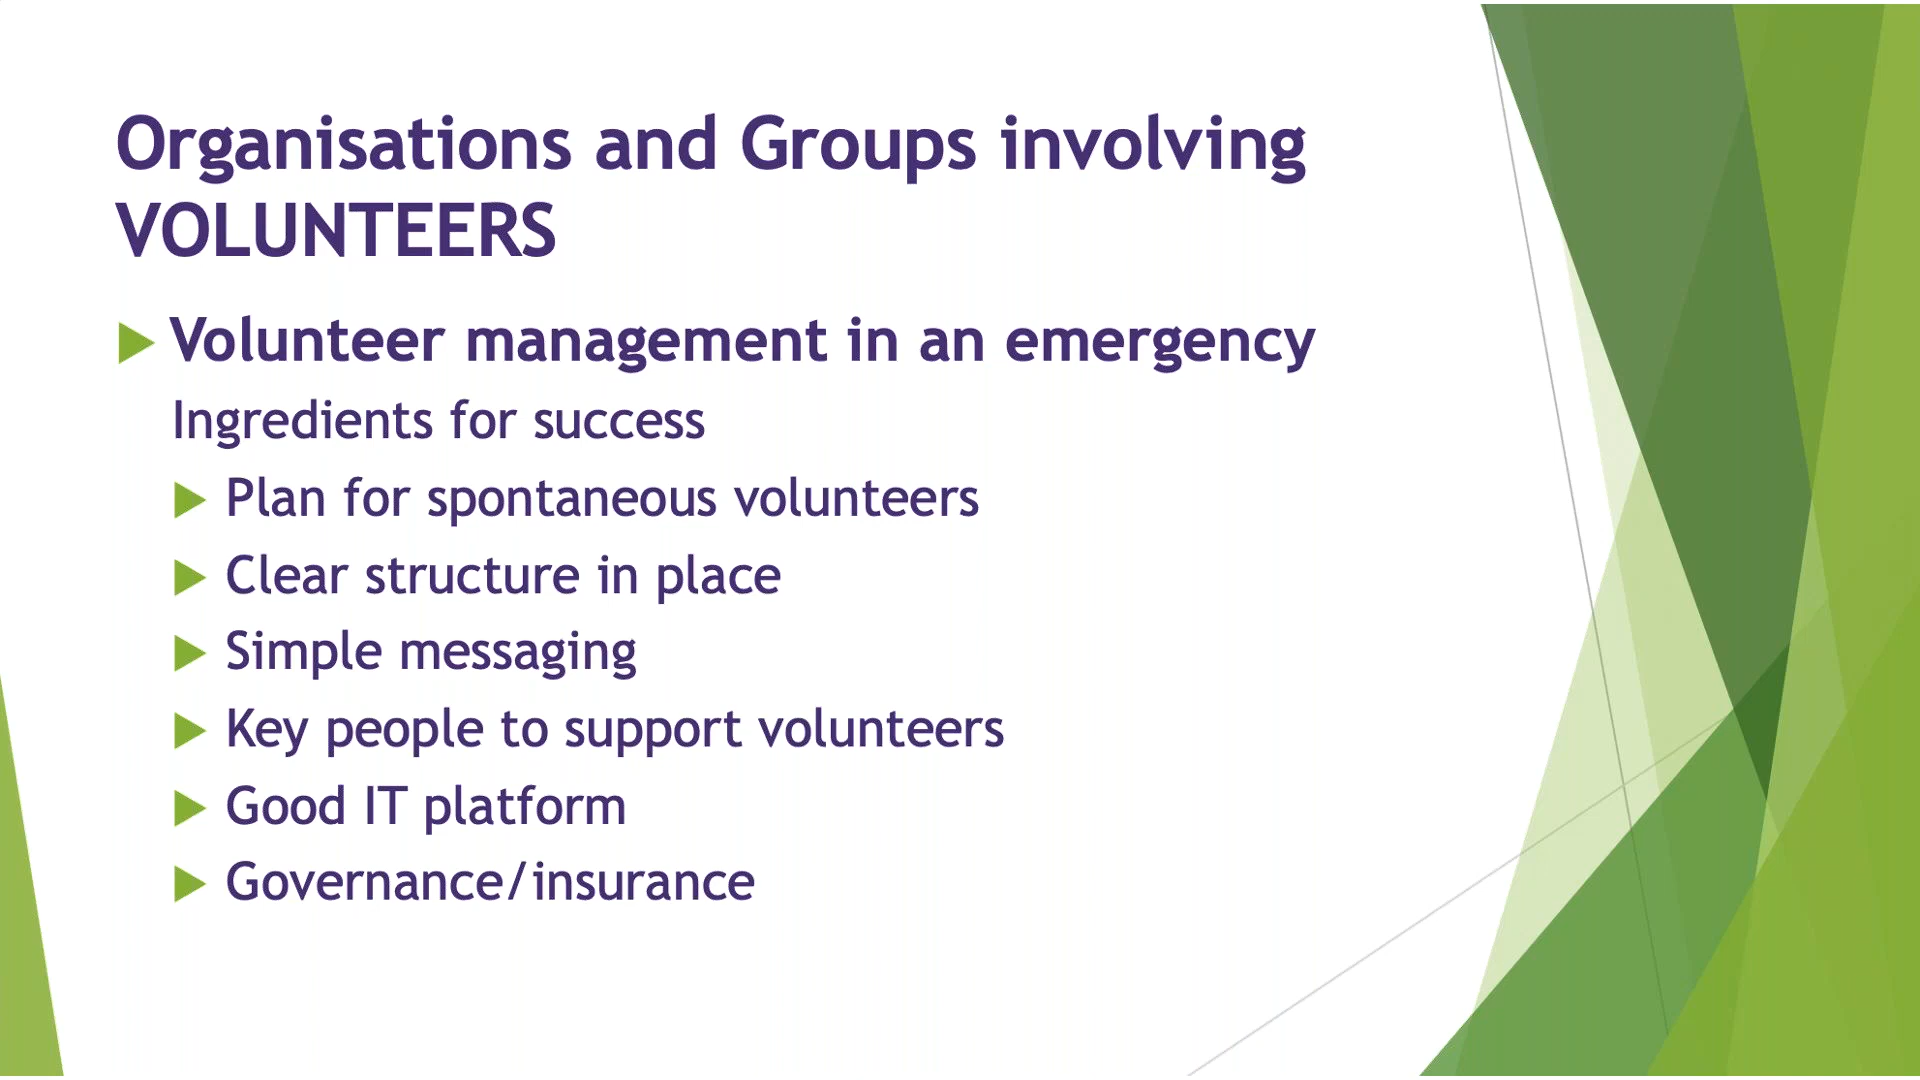 Organisations and Groups involving
VOLUNTEERS
Volunteer management in an emergency
Ingredients for success
Plan for spontaneous volunteers
Clear structure in place
Simple messaging
Key people to support volunteers
Good IT platform
Governance/insurance